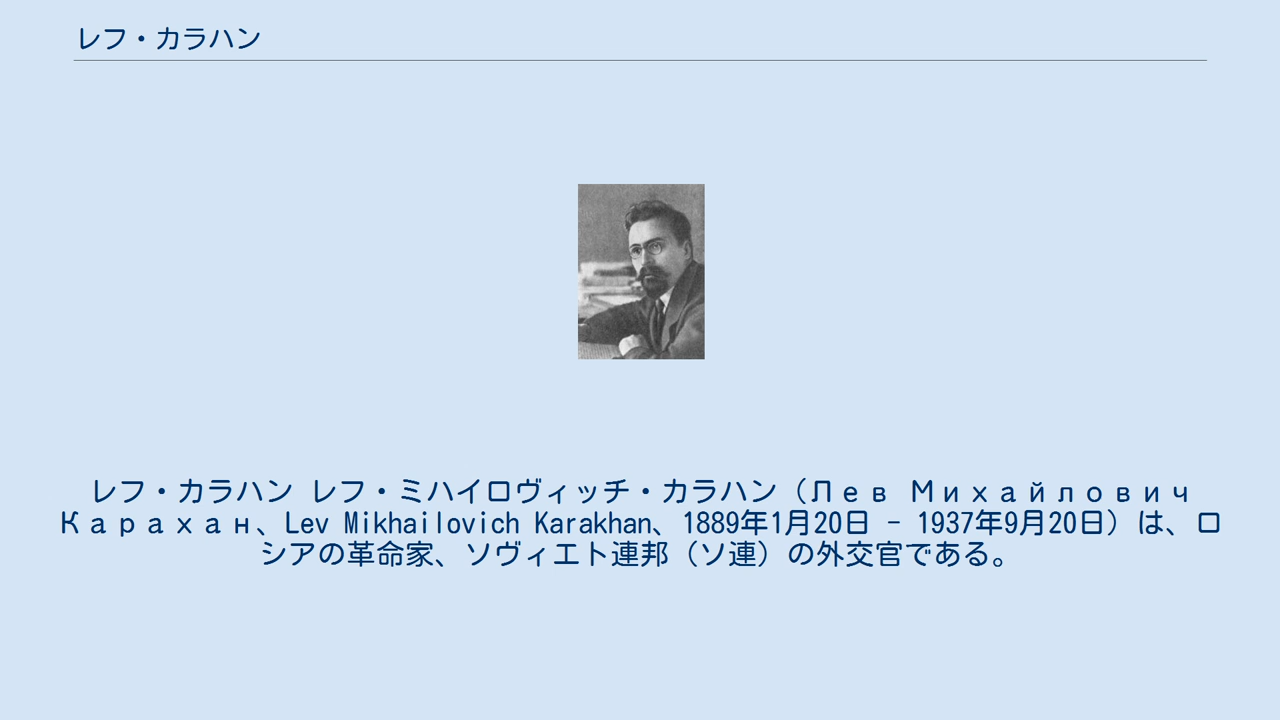 レフ・カラハン
レフ・カラハン レフ・ミハイロヴィッチ・カラハン（Лев Михайлович
Карахан、Lev Mikhailovich Karakhan、1889年1月20日 - 1937年9月20日）は、ロ
シアの革命家、ソヴィエト連邦（ソ連）の外交官である。